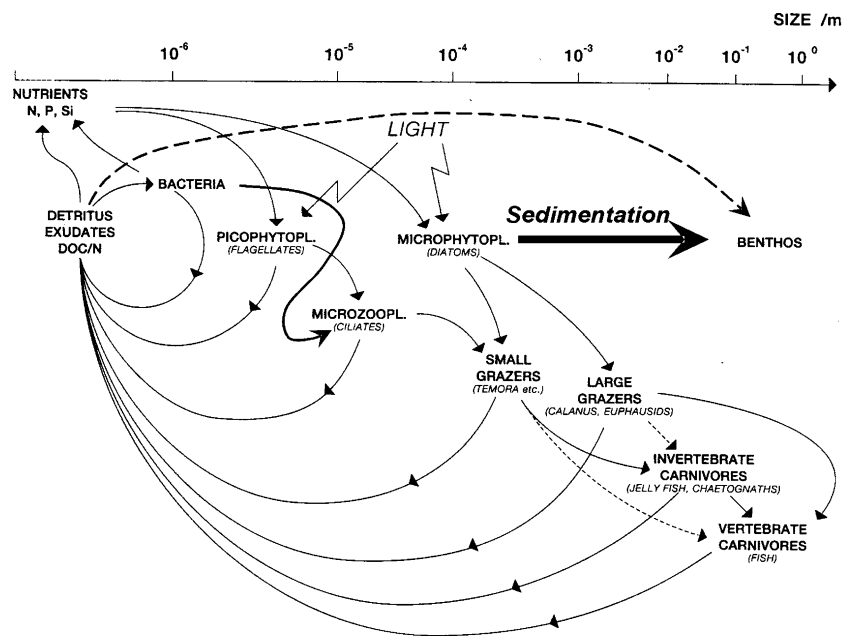 SIZE /m
10-6 10-5 10-4 10-3 10-2 10-1 100
NUTRIENTS
N, P, Si
LIGHT
BACTERIA
DETRITUS
EXUDATES
DOC/N
PICOPHYTOPL.
(FLAGELLATES)
MICROPHYTOPL.
(DIATOMS)
Sedimentation
BENTHOS
MICROZOOPL.
(CILIATES)
SMALL
GRAZERS
(TEMORA etc.)
LARGE
GRAZERS
(CALANUS, EUPHAUSIDS)
INVERTEBRATE
CARNIVORES
(JELLY FISH, CHAETOGNATHS)
VERTEBRATE
CARNIVORES
(FISH)